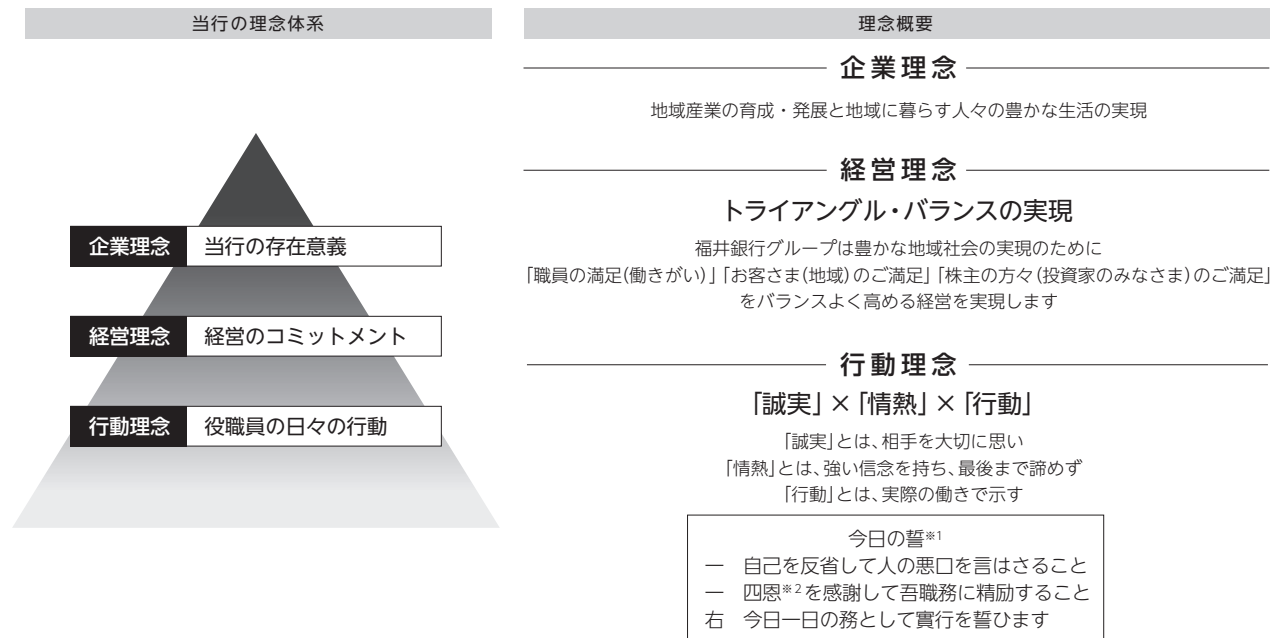 当行の理念体系
企業理念 当行の存在意義
経営理念 経営のコミットメント
行動理念 役職員の日々の行動
理念概要
企業理念
地域産業の育成・発展と地域に暮らす人々の豊かな生活の実現
経営理念
トライアングル・バランスの実現
福井銀行グループは豊かな地域社会の実現のために
「職員の満足(働きがい)」「お客さま(地域)のご満足」「株主の方々(投資家のみなさま)のご満足」
をバランスよく高める経営を実現します
行動理念
「誠実」×「情熱」×「行動」
「誠実」とは、相手を大切に思い
「情熱」とは、強い信念を持ち、最後まで諦めず
「行動」とは、実際の働きで示す
今日の誓※1
一 自己を反省して人の悪口を言はさること
一 四恩※2を感謝して吾職務に精励すること
右 今日一日の務として實行を誓ひます